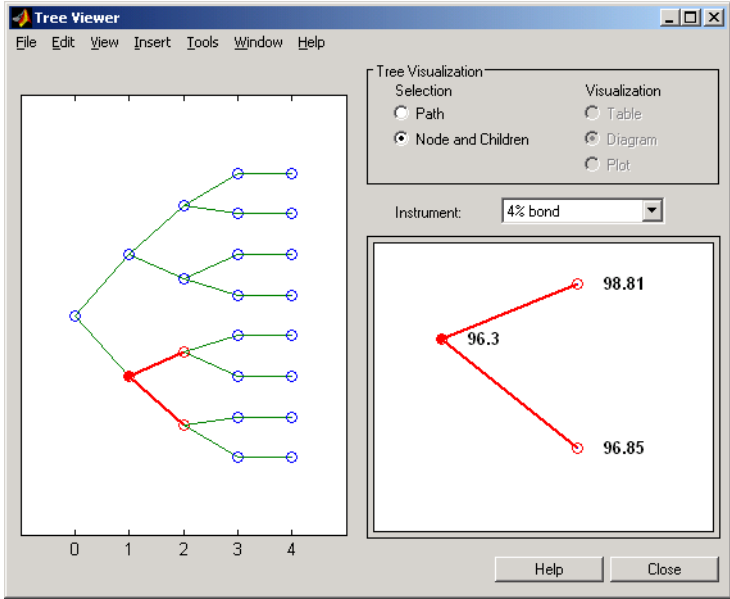 Tree Viewer
File Edit View Insert Tools Window Help
Tree Visualization
Selection Visualization
Path Table
Node and Children Diagram
Plot
Instrument: 4% bond
98.81
96.3
96.85
0 1 2 3 4
Help Close